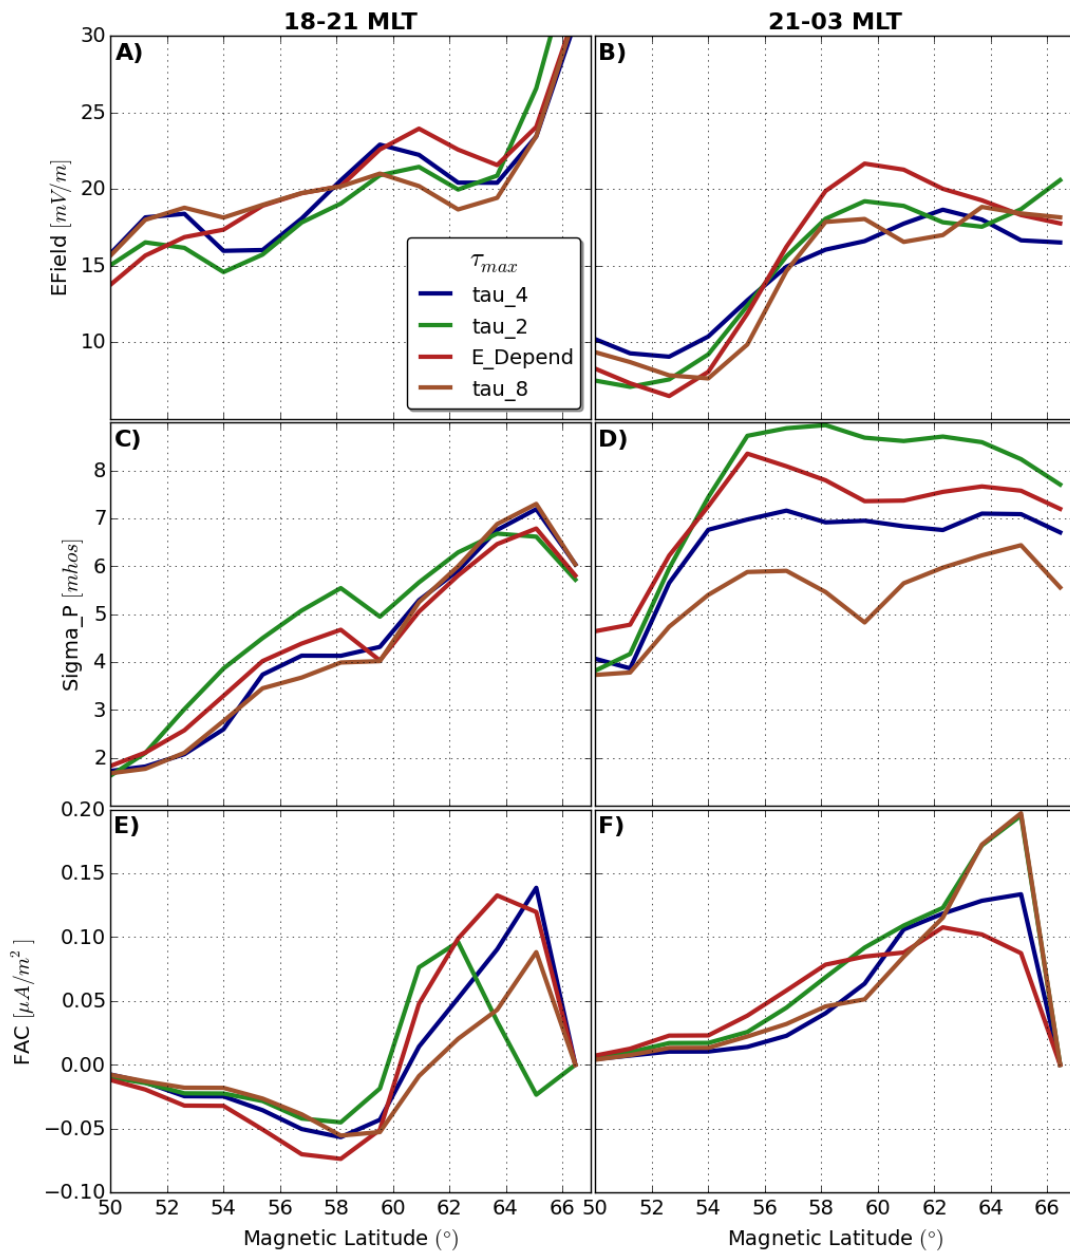 18-21 MLT
21-03 MLT
A)
B)
30
25
20
15
10
EField [mV/m]
τmax
tau_4
tau_2
E_Depend
tau_8
C)
D)
8
7
6
5
4
3
2
Sigma_P [mhos]
E)
F)
0.20
0.15
0.10
0.05
0.00
−0.05
−0.10
FAC [μA/m²]
50 52 54 56 58 60 62 64 66
52 54 56 58 60 62 64 66
50
Magnetic Latitude (°)
Magnetic Latitude (°)